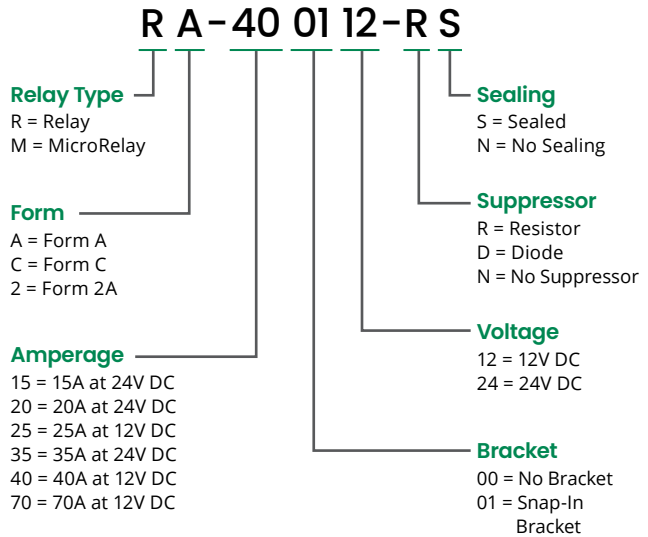 R A-40 01 12-R S
Relay Type
R = Relay
M = MicroRelay
Form
A = Form A
C = Form C
2 = Form 2A
Amperage
15 = 15A at 24V DC
20 = 20A at 24V DC
25 = 25A at 12V DC
35 = 35A at 24V DC
40 = 40A at 12V DC
70 = 70A at 12V DC
Sealing
S = Sealed
N = No Sealing
Suppressor
R = Resistor
D = Diode
N = No Suppressor
Voltage
12 = 12V DC
24 = 24V DC
Bracket
00 = No Bracket
01 = Snap-In
Bracket